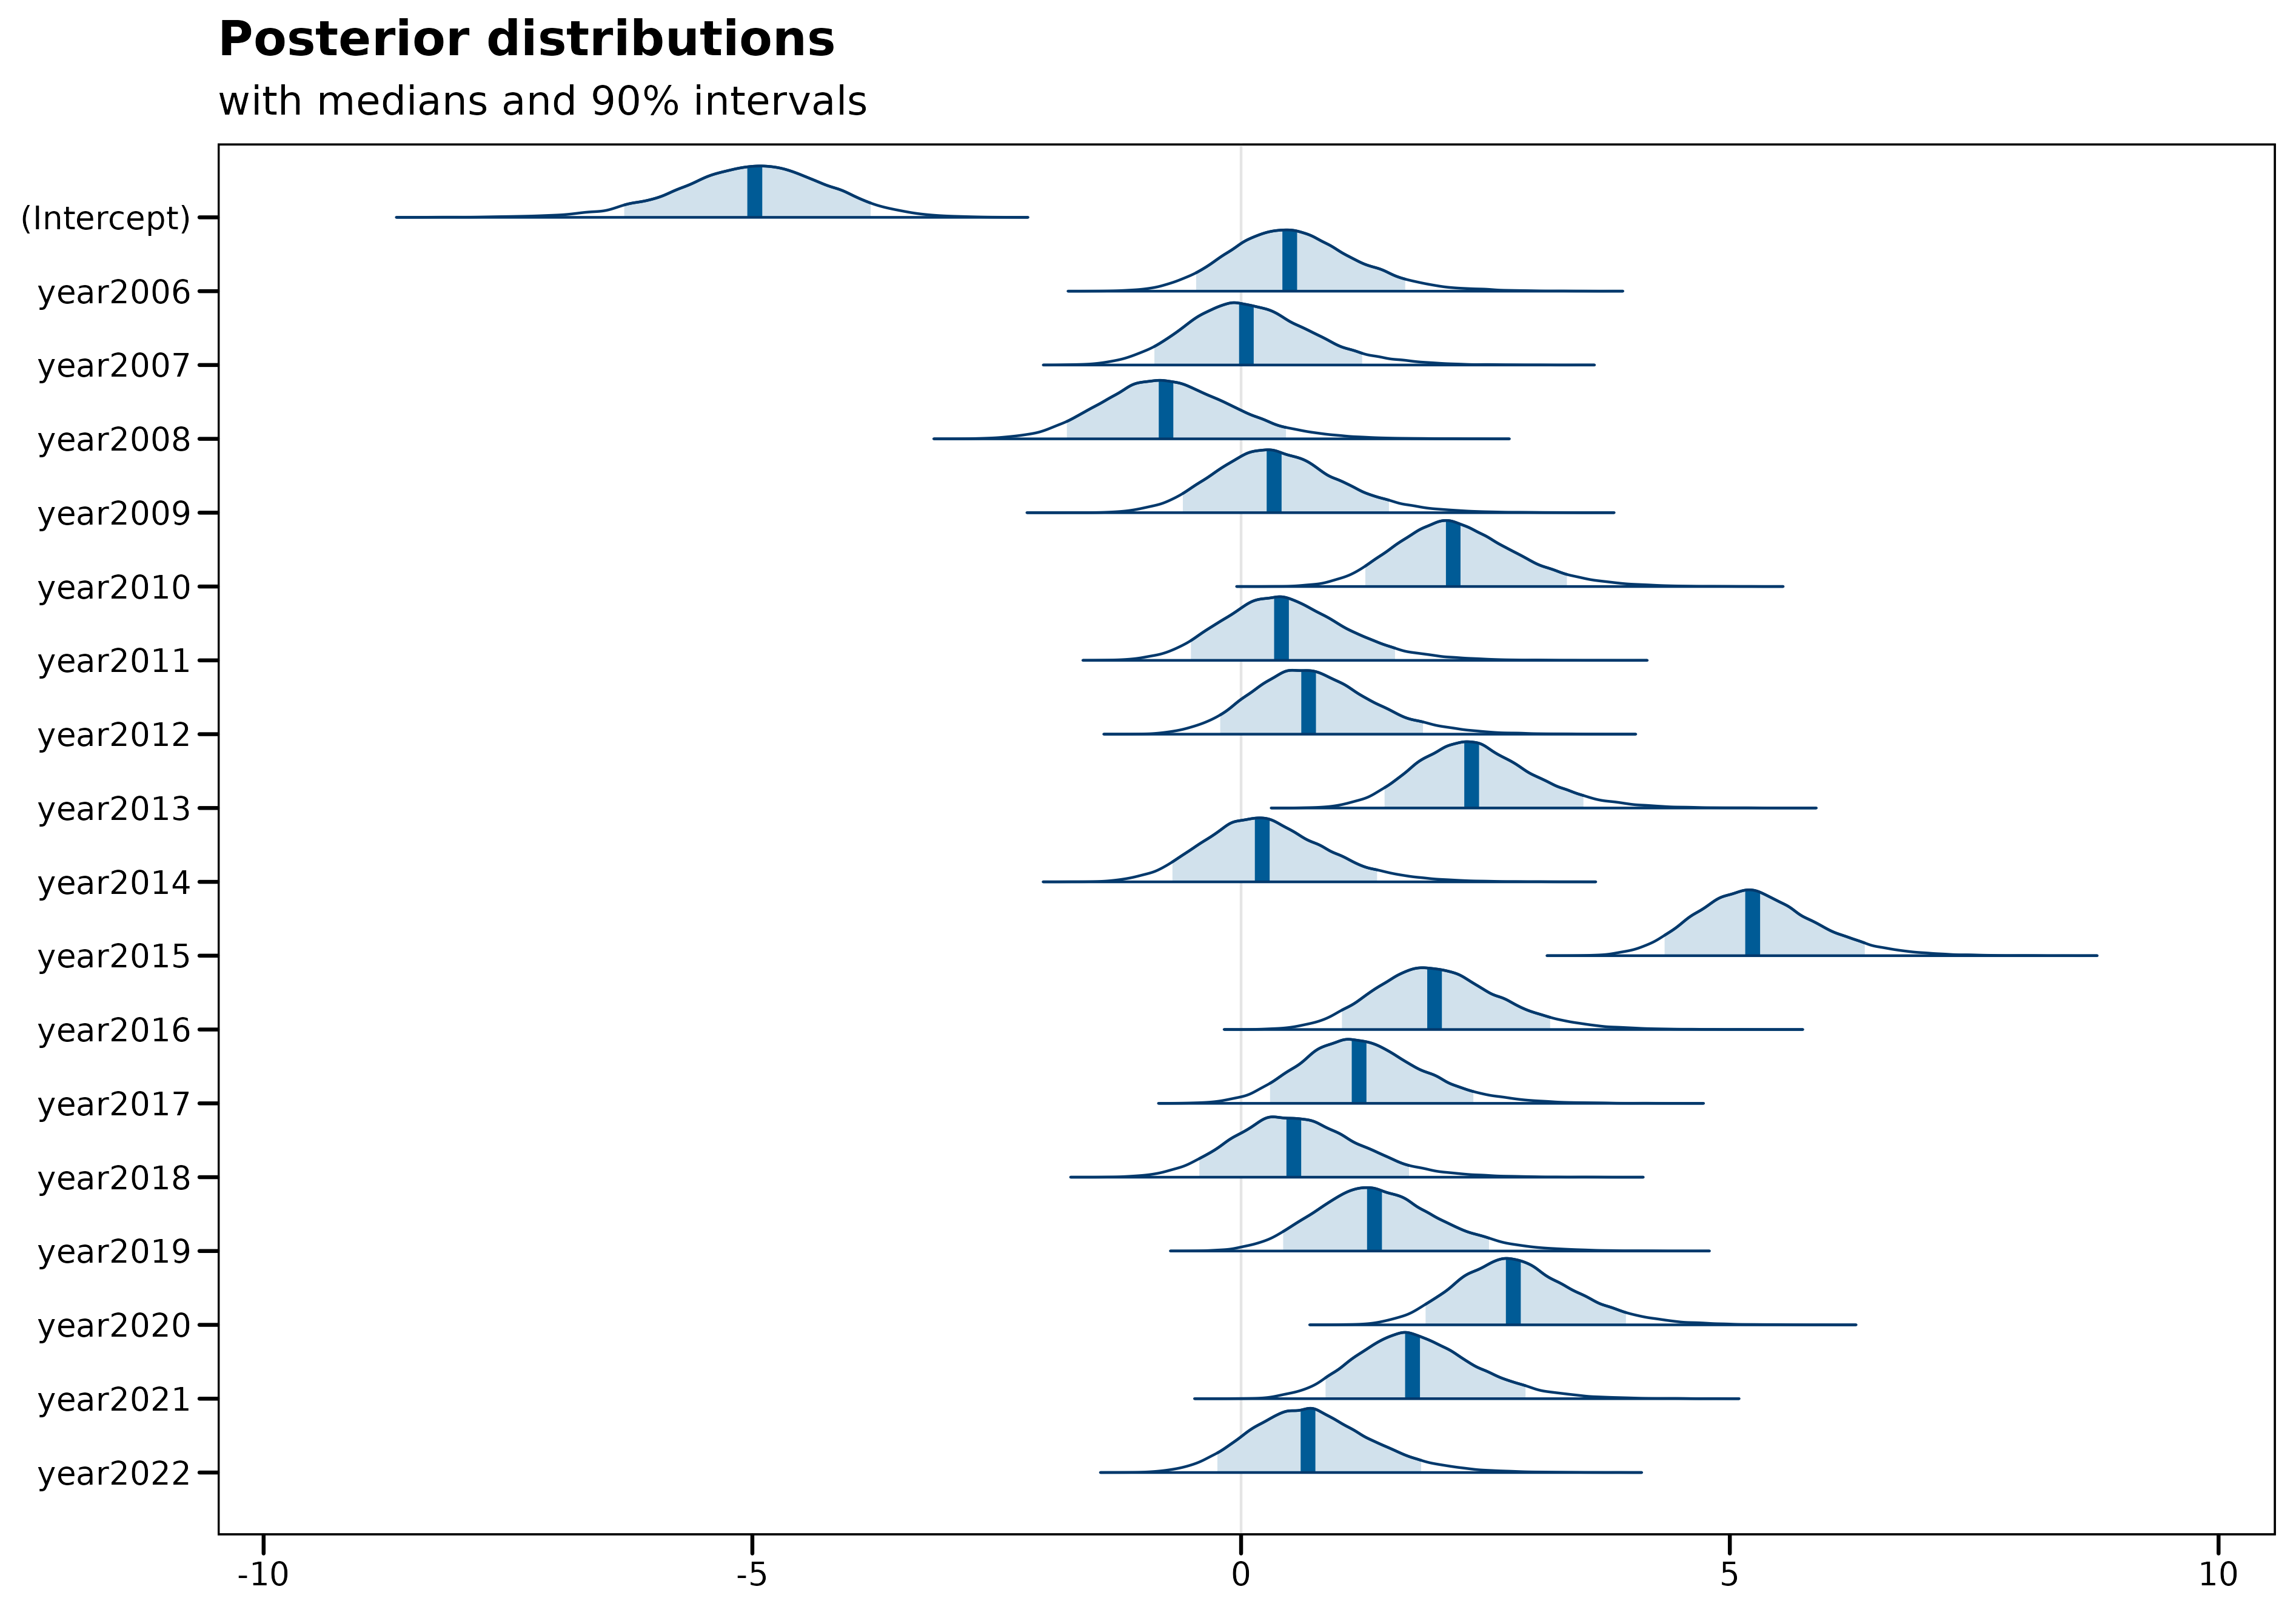 Posterior distributions
with medians and 90% intervals
(Intercept)
year2006
year2007
year2008
year2009
year2010
year2011
year2012
year2013
year2014
year2015
year2016
year2017
year2018
year2019
year2020
year2021
year2022
-10 -5 0 5 10